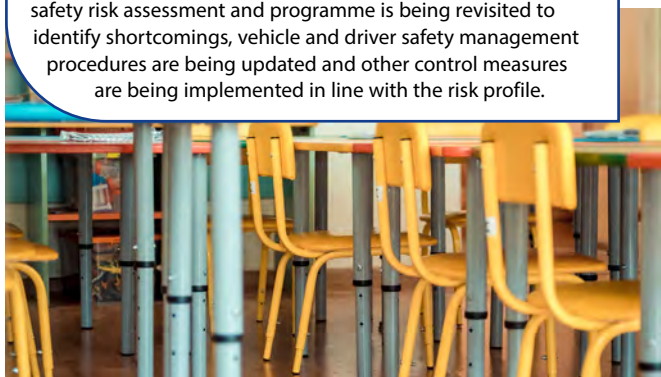 safety risk assessment and programme is being revisited to
identify shortcomings, vehicle and driver safety management
procedures are being updated and other control measures
are being implemented in line with the risk profile.